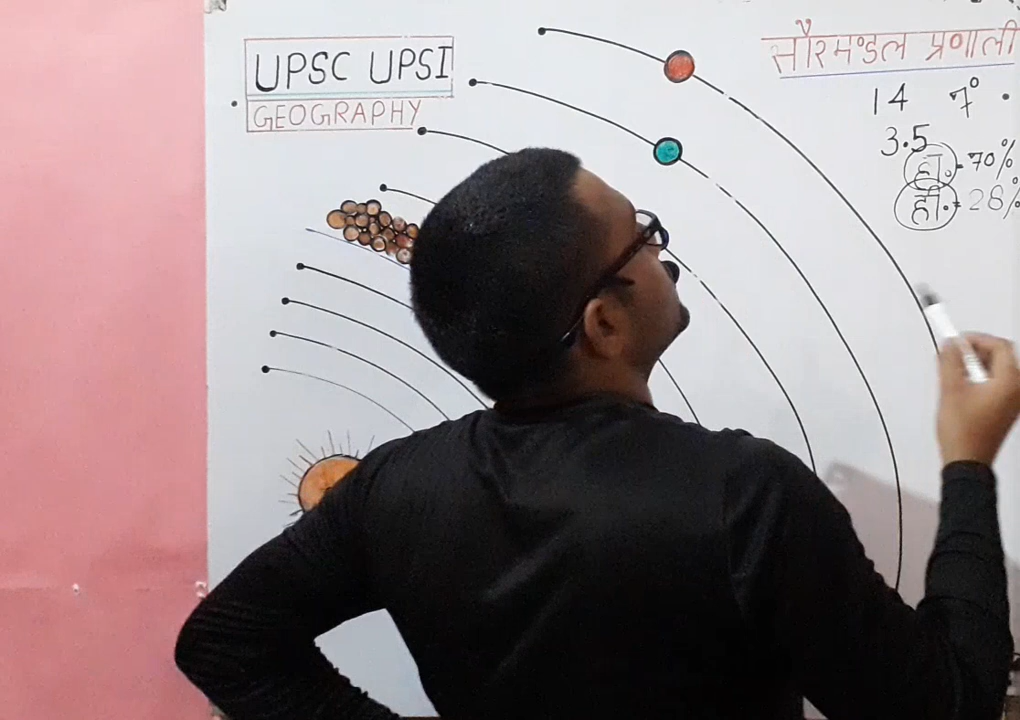 UPSC UPSI
GEOGRAPHY
सौरमण्डल प्रणाली
14 7°
3.5
हा. - 70%
ही. = 28%